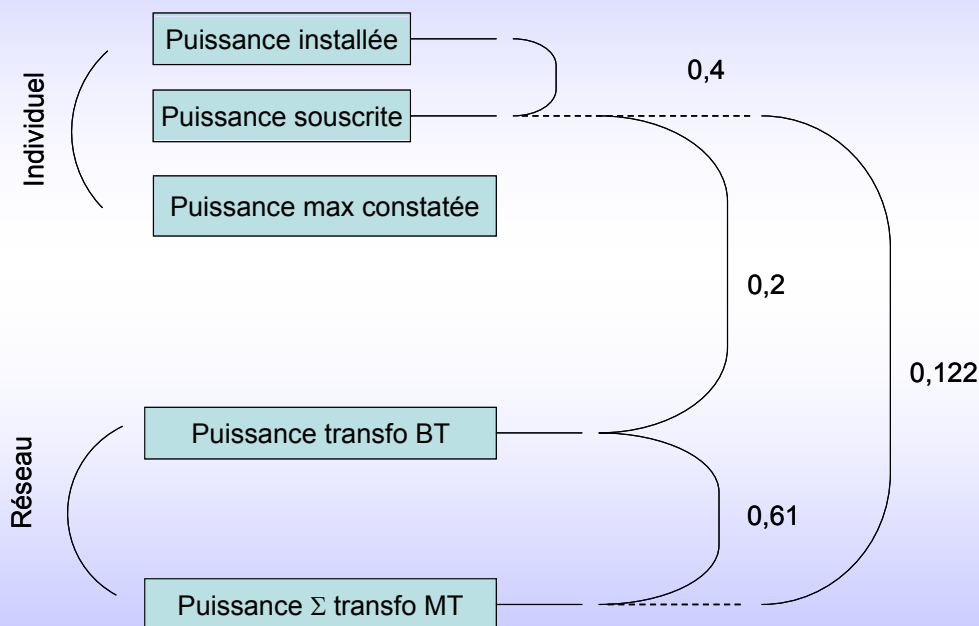 Individuel
Puissance installée
0,4
Puissance souscrite
Puissance max constatée
0,2
0,122
Réseau
Puissance transfo BT
0,61
Puissance Σ transfo MT